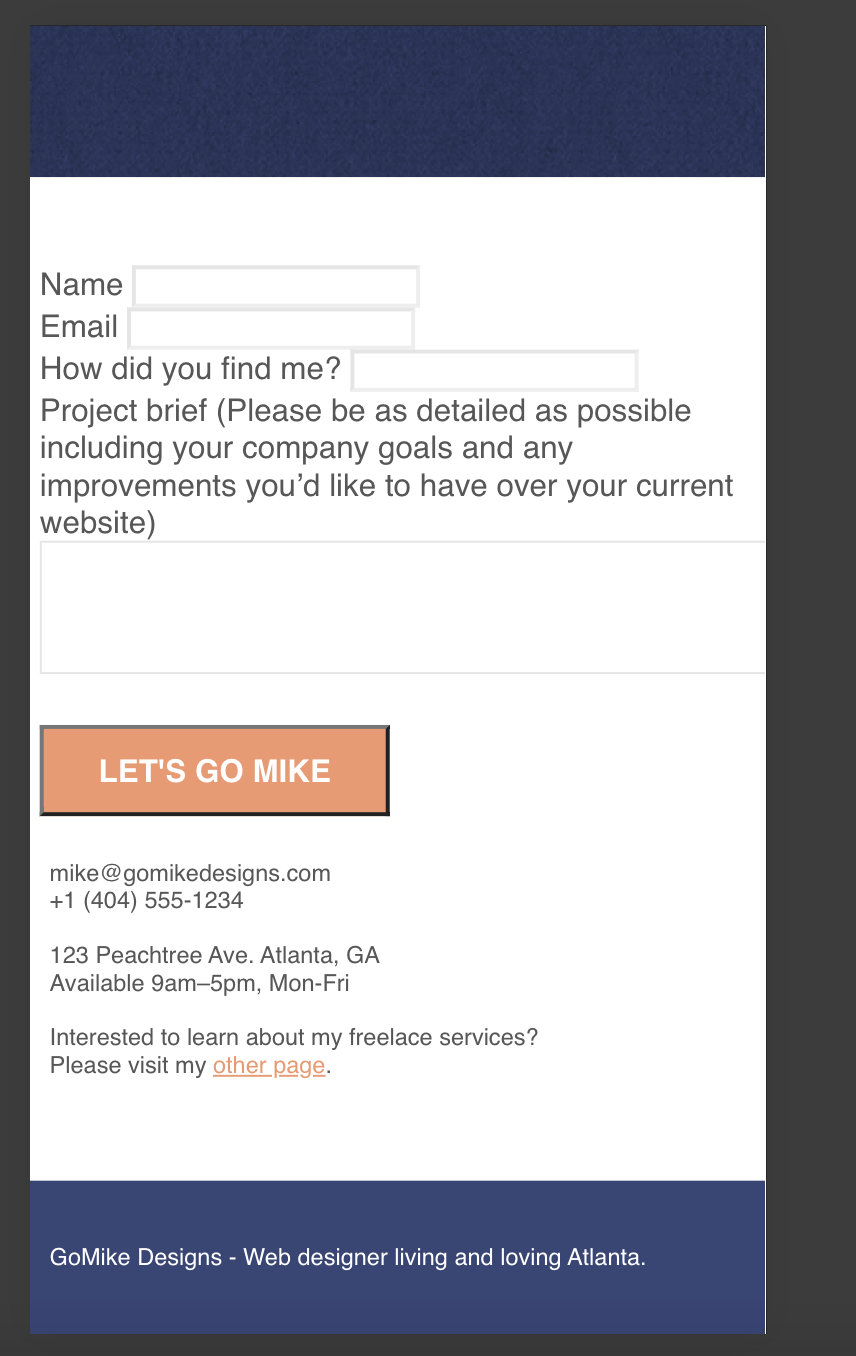 Name
Email
How did you find me?
Project brief (Please be as detailed as possible
including your company goals and any
improvements you’d like to have over your current
website)
LET'S GO MIKE
mike@gomikedesigns.com
+1 (404) 555-1234
123 Peachtree Ave. Atlanta, GA
Available 9am–5pm, Mon-Fri
Interested to learn about my freelace services?
Please visit my other page.
GoMike Designs - Web designer living and loving Atlanta.